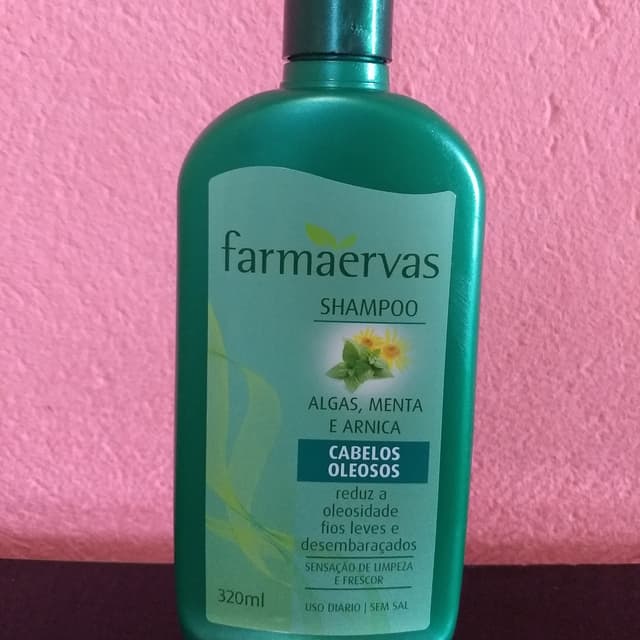 farmaervas
SHAMPOO
ALGAS, MENTA
E ARNICA
CABELOS
OLEOSOS
reduz a
oleosidade
fios leves e
desembaraçados
SENSAÇÃO DE LIMPEZA
E FRESCOR
320ml
USO DIÁRIO | SEM SAL